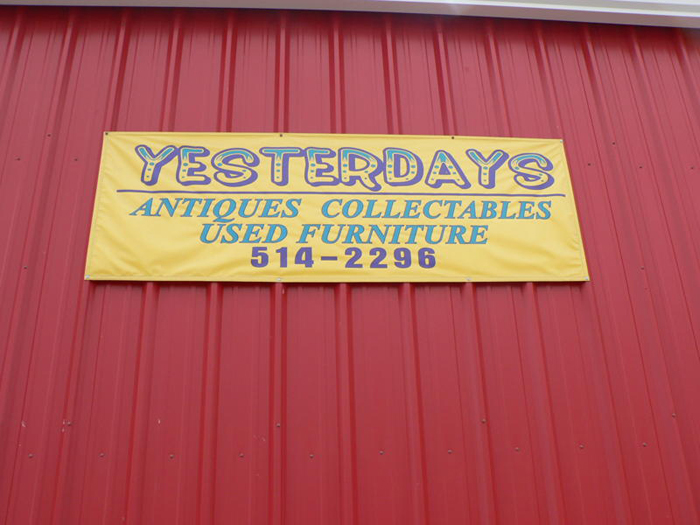 YESTERDAYS
ANTIQUES COLLECTABLES
USED FURNITURE
514-2296